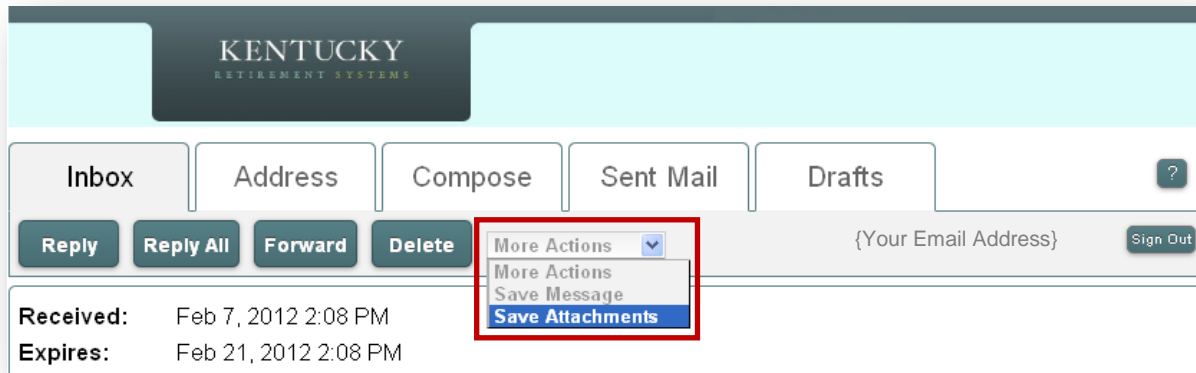 KENTUCKY
RETIREMENT SYSTEMS
Inbox Address Compose Sent Mail Drafts ?
Reply Reply All Forward Delete More Actions {Your Email Address} Sign Out
More Actions
Save Message
Save Attachments
Received: Feb 7, 2012 2:08 PM
Expires: Feb 21, 2012 2:08 PM